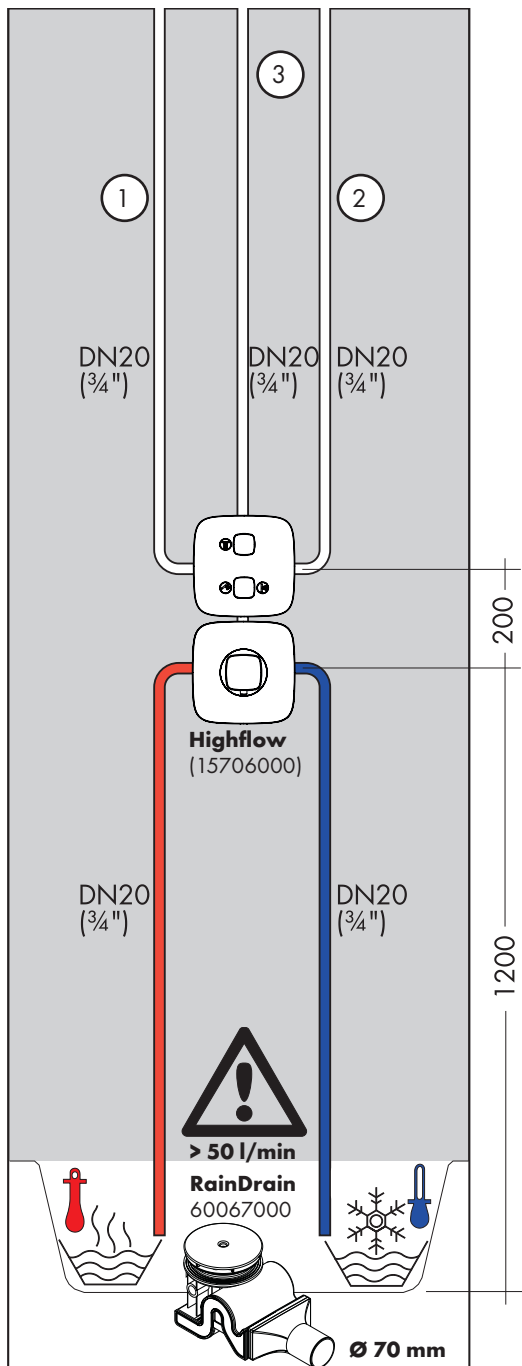 3
1
2
DN20
(¾")
DN20
(¾")
DN20
(¾")
200
Highflow
(15706000)
DN20
(¾")
DN20
(¾")
1200
> 50 l/min
RainDrain
60067000
Ø 70 mm